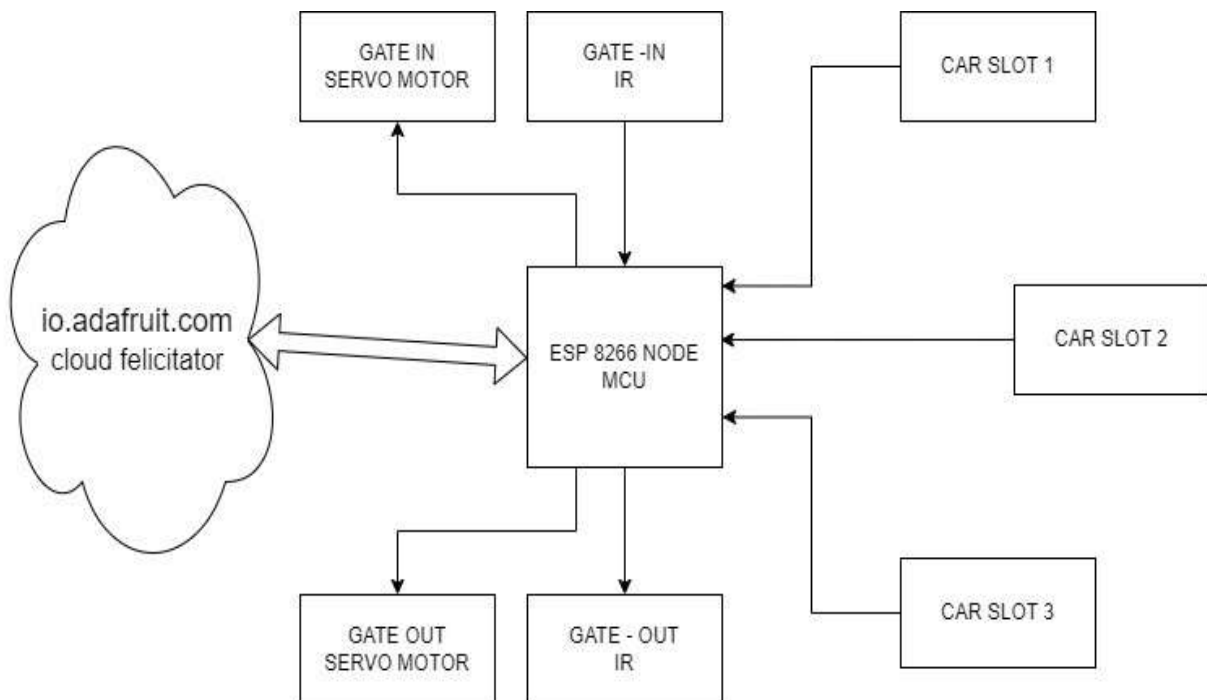 GATE IN
SERVO MOTOR
GATE -IN
IR
CAR SLOT 1
io.adafruit.com
cloud felicitator
ESP 8266 NODE
MCU
CAR SLOT 2
GATE OUT
SERVO MOTOR
GATE - OUT
IR
CAR SLOT 3